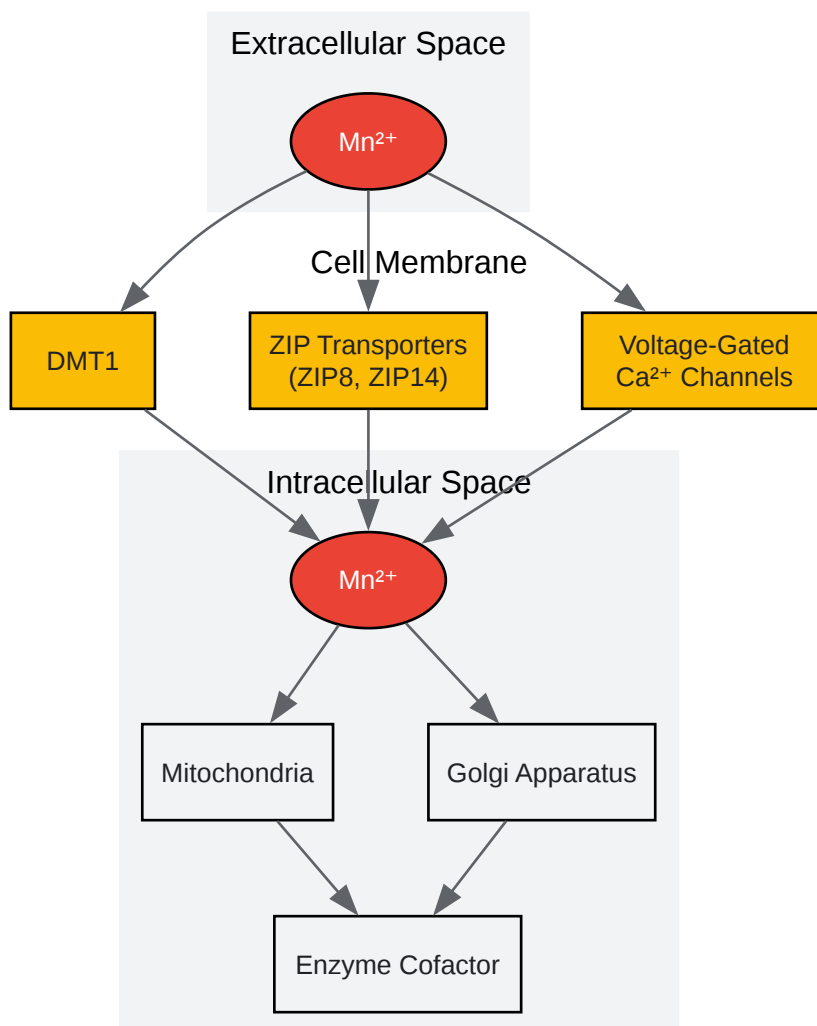 Extracellular Space
Mn²⁺
Cell Membrane
DMT1
ZIP Transporters
(ZIP8, ZIP14)
Voltage-Gated
Ca²⁺ Channels
Intracellular Space
Mn²⁺
Mitochondria
Golgi Apparatus
Enzyme Cofactor